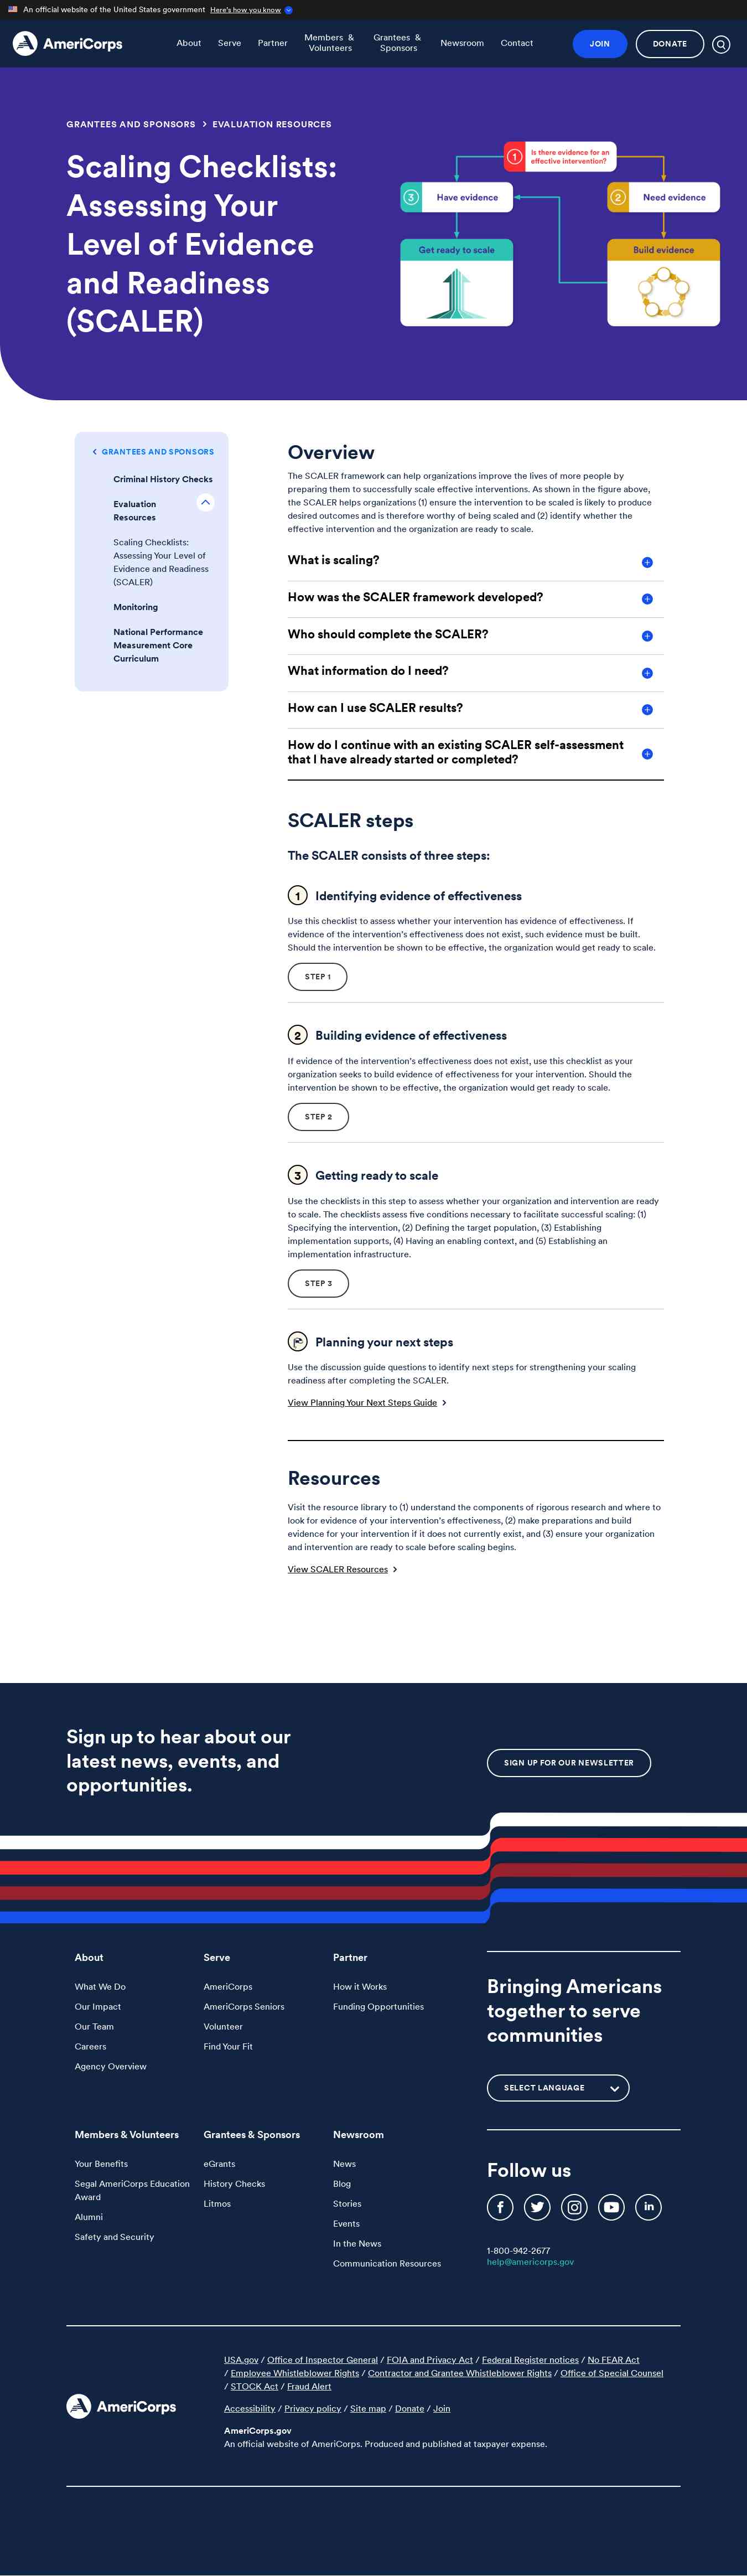 An official website of the United States government Here's how you know
AmeriCorps
About Serve Partner Members & Volunteers Grantees & Sponsors Newsroom Contact JOIN DONATE
GRANTEES AND SPONSORS > EVALUATION RESOURCES
Scaling Checklists:
Assessing Your
Level of Evidence
and Readiness
(SCALER)
1 Is there evidence for an
effective intervention?
3 Have evidence
2 Need evidence
Get ready to scale
Build evidence
GRANTEES AND SPONSORS
Criminal History Checks
Evaluation
Resources
Scaling Checklists:
Assessing Your Level of
Evidence and Readiness
(SCALER)
Monitoring
National Performance
Measurement Core
Curriculum
Overview
The SCALER framework can help organizations improve the lives of more people by
preparing them to successfully scale effective interventions. As shown in the figure above,
the SCALER helps organizations (1) ensure the intervention to be scaled is likely to produce
desired outcomes and is therefore worthy of being scaled and (2) identify whether the
effective intervention and the organization are ready to scale.
What is scaling?
How was the SCALER framework developed?
Who should complete the SCALER?
What information do I need?
How can I use SCALER results?
How do I continue with an existing SCALER self-assessment
that I have already started or completed?
SCALER steps
The SCALER consists of three steps:
1 Identifying evidence of effectiveness
Use this checklist to assess whether your intervention has evidence of effectiveness. If
evidence of the intervention's effectiveness does not exist, such evidence must be built.
Should the intervention be shown to be effective, the organization would get ready to scale.
STEP 1
2 Building evidence of effectiveness
If evidence of the intervention's effectiveness does not exist, use this checklist as your
organization seeks to build evidence of effectiveness for your intervention. Should the
intervention be shown to be effective, the organization would get ready to scale.
STEP 2
3 Getting ready to scale
Use the checklists in this step to assess whether your organization and intervention are ready
to scale. The checklists assess five conditions necessary to facilitate successful scaling: (1)
Specifying the intervention, (2) Defining the target population, (3) Establishing
implementation supports, (4) Having an enabling context, and (5) Establishing an
implementation infrastructure.
STEP 3
Planning your next steps
Use the discussion guide questions to identify next steps for strengthening your scaling
readiness after completing the SCALER.
View Planning Your Next Steps Guide
Resources
Visit the resource library to (1) understand the components of rigorous research and where to
look for evidence of your intervention's effectiveness, (2) make preparations and build
evidence for your intervention if it does not currently exist, and (3) ensure your organization
and intervention are ready to scale before scaling begins.
View SCALER Resources
Sign up to hear about our
latest news, events, and
opportunities.
SIGN UP FOR OUR NEWSLETTER
About
What We Do
Our Impact
Our Team
Careers
Agency Overview
Serve
AmeriCorps
AmeriCorps Seniors
Volunteer
Find Your Fit
Partner
How it Works
Funding Opportunities
Bringing Americans
together to serve
communities
SELECT LANGUAGE
Members & Volunteers
Your Benefits
Segal AmeriCorps Education
Award
Alumni
Safety and Security
Grantees & Sponsors
eGrants
History Checks
Litmos
Newsroom
News
Blog
Stories
Events
In the News
Communication Resources
Follow us
1-800-942-2677
help@americorps.gov
AmeriCorps
USA.gov / Office of Inspector General / FOIA and Privacy Act / Federal Register notices / No FEAR Act
/ Employee Whistleblower Rights / Contractor and Grantee Whistleblower Rights / Office of Special Counsel
/ STOCK Act / Fraud Alert
Accessibility / Privacy policy / Site map / Donate / Join
AmeriCorps.gov
An official website of AmeriCorps. Produced and published at taxpayer expense.